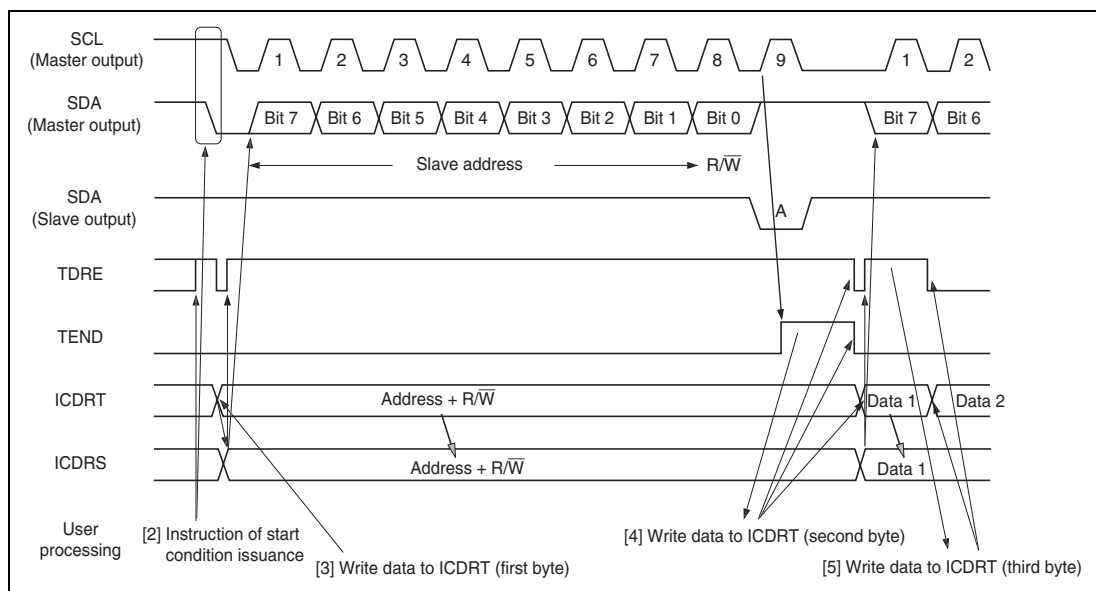 SCL
(Master output)
1 2 3 4 5 6 7 8 9 1 2
SDA
(Master output)
Bit 7 Bit 6 Bit 5 Bit 4 Bit 3 Bit 2 Bit 1 Bit 0 Bit 7 Bit 6
Slave address R/W̅
SDA
(Slave output)
A
TDRE
TEND
ICDRT
Address + R/W̅ Data 1 Data 2
ICDRS
Address + R/W̅ Data 1
User
processing
[2] Instruction of start
condition issuance
[3] Write data to ICDRT (first byte)
[4] Write data to ICDRT (second byte)
[5] Write data to ICDRT (third byte)